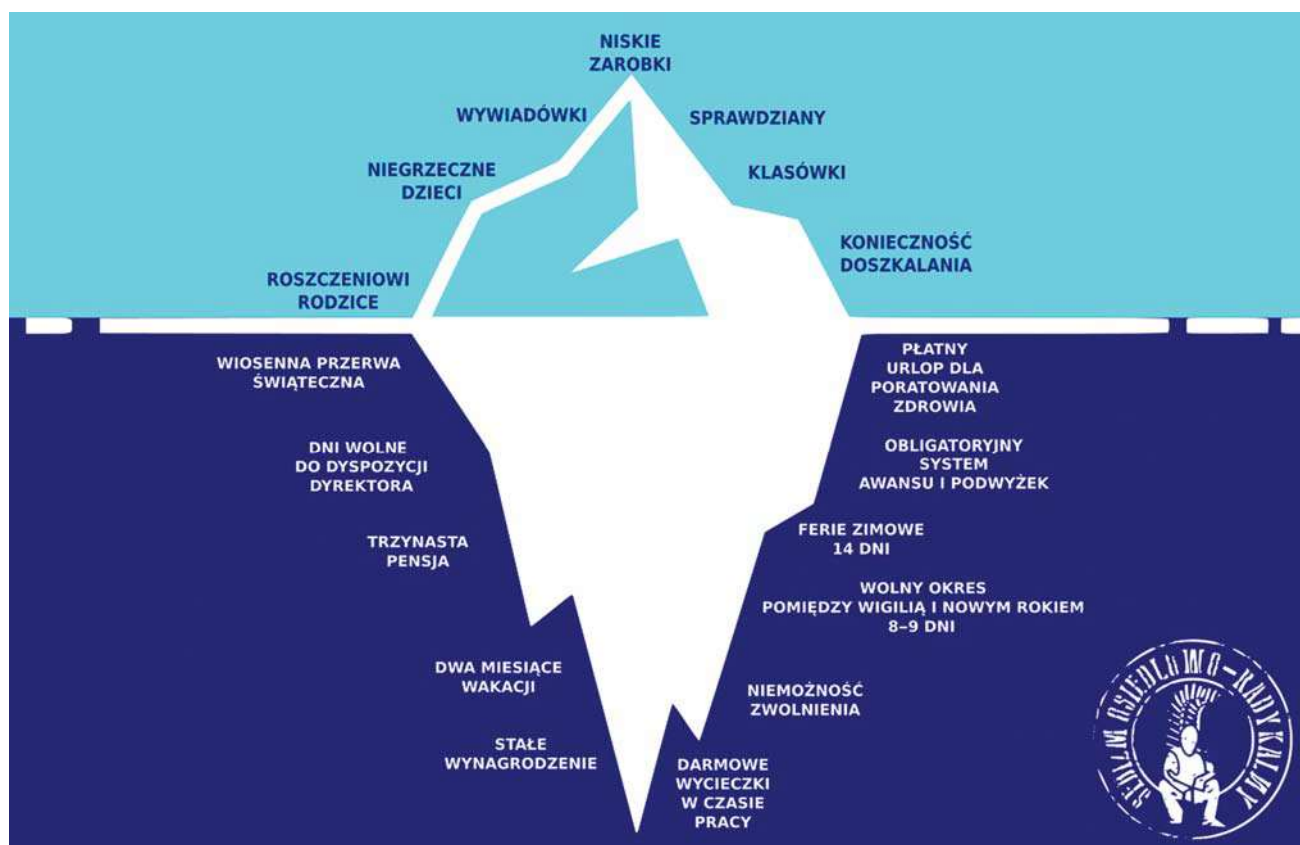 NISKIE
ZAROBKI
WYWIADÓWKI
SPRAWDZIANY
NIEGRZECZNE
DZIECI
KLASÓWKI
KONIECZNOŚĆ
DOSZKALANIA
ROSZCZENIOWI
RODZICE
WIOSENNA PRZERWA
ŚWIĄTECZNA
PŁATNY
URLOP DLA
PORATOWANIA
ZDROWIA
DNI WOLNE
DO DYSPOZYCJI
DYREKTORA
OBLIGATORYJNY
SYSTEM
AWANSU I PODWYŻEK
TRZYNASTA
PENSJA
FERIE ZIMOWE
14 DNI
WOLNY OKRES
POMIĘDZY WIGILIĄ I NOWYM ROKIEM
8–9 DNI
DWA MIESIĄCE
WAKACJI
NIEMOŻNOŚĆ
ZWOLNIENIA
STAŁE
WYNAGRODZENIE
DARMOWE
WYCIECZKI
W CZASIE
PRACY
OSIEDLOWO-RADYKALNY